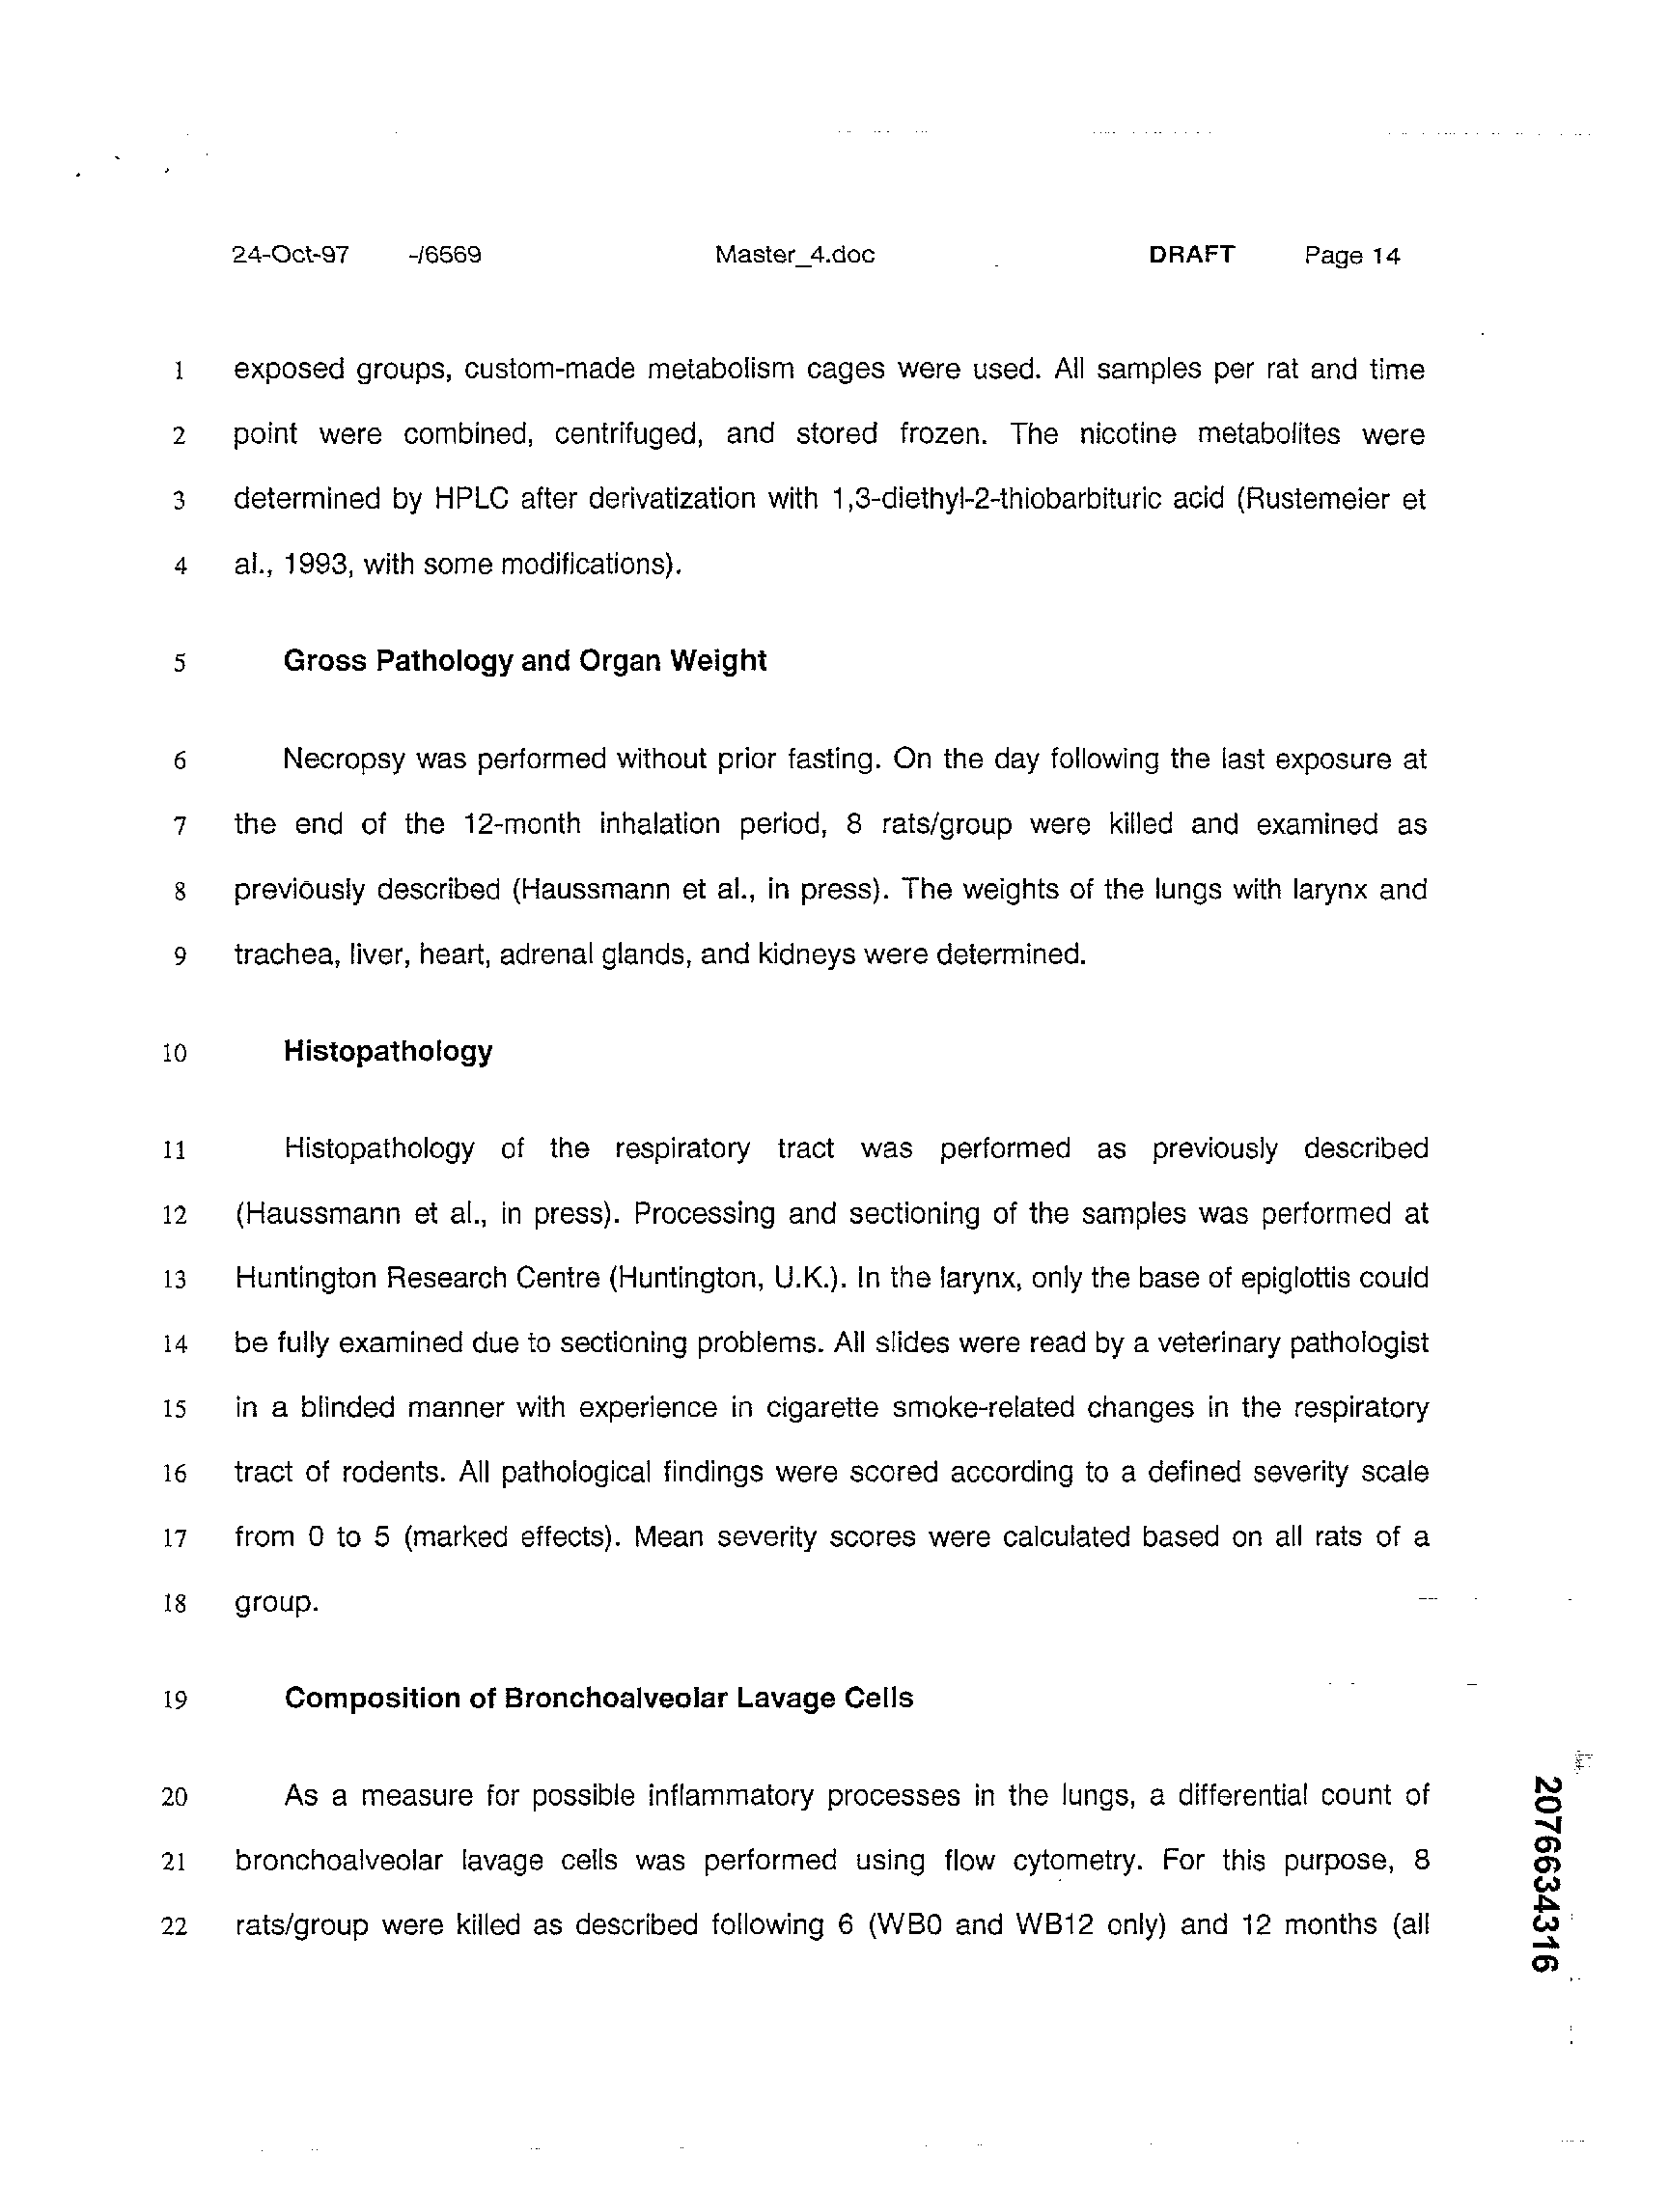 24-Oct-97 -/6569 Master_4.doc DRAFT Page 14
1 exposed groups, custom-made metabolism cages were used. All samples per rat and time
2 point were combined, centrifuged, and stored frozen. The nicotine metabolites were
3 determined by HPLC after derivatization with 1,3-diethyl-2-thiobarbituric acid (Rustemeier et
4 al., 1993, with some modifications).
5 Gross Pathology and Organ Weight
6 Necropsy was performed without prior fasting. On the day following the last exposure at
7 the end of the 12-month inhalation period, 8 rats/group were killed and examined as
8 previously described (Haussmann et al., in press). The weights of the lungs with larynx and
9 trachea, liver, heart, adrenal glands, and kidneys were determined.
10 Histopathology
11 Histopathology of the respiratory tract was performed as previously described
12 (Haussmann et al., in press). Processing and sectioning of the samples was performed at
13 Huntington Research Centre (Huntington, U.K.). In the larynx, only the base of epiglottis could
14 be fully examined due to sectioning problems. All slides were read by a veterinary pathologist
15 in a blinded manner with experience in cigarette smoke-related changes in the respiratory
16 tract of rodents. All pathological findings were scored according to a defined severity scale
17 from 0 to 5 (marked effects). Mean severity scores were calculated based on all rats of a
18 group.
19 Composition of Bronchoalveolar Lavage Cells
20 As a measure for possible inflammatory processes in the lungs, a differential count of
21 bronchoalveolar lavage cells was performed using flow cytometry. For this purpose, 8
22 rats/group were killed as described following 6 (WB0 and WB12 only) and 12 months (all
2076634316